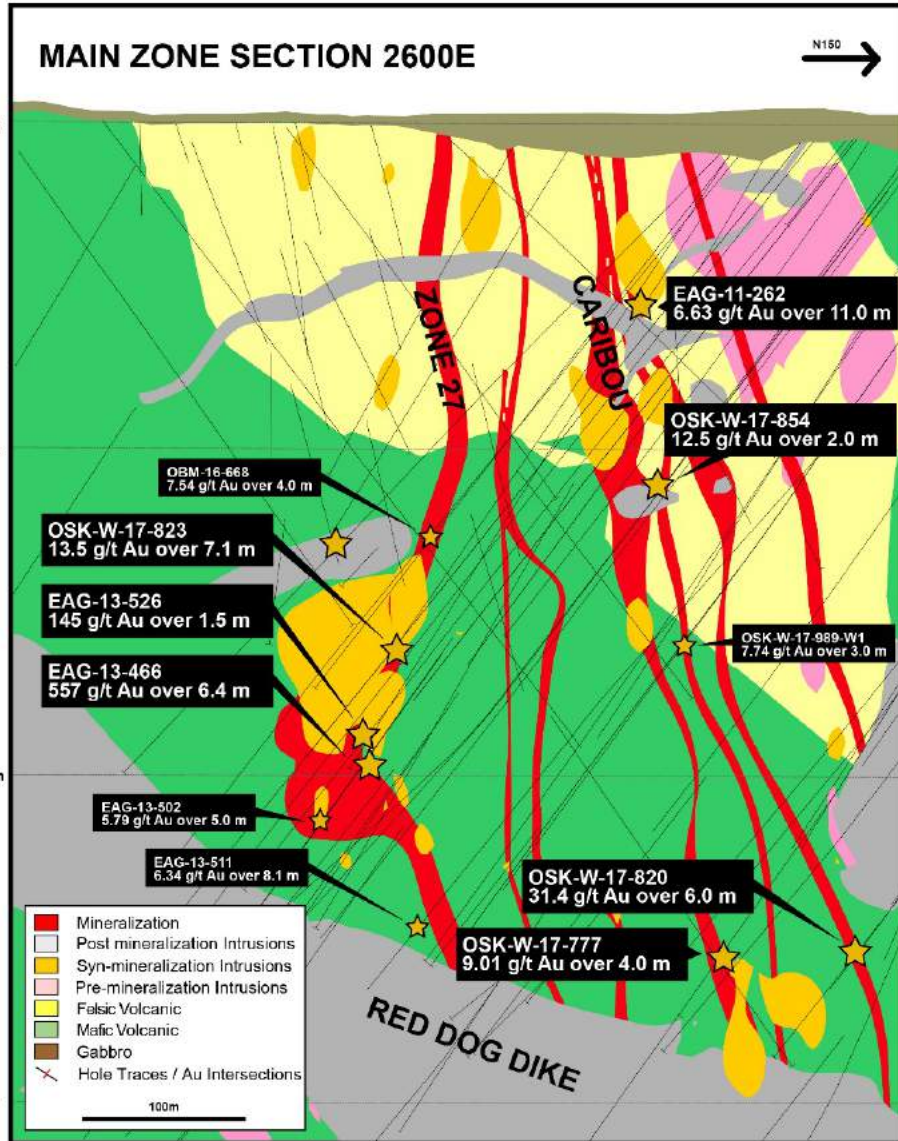 MAIN ZONE SECTION 2600E
N150
ZONE 27
CARIBOU
EAG-11-262
6.63 g/t Au over 11.0 m
OSK-W-17-854
12.5 g/t Au over 2.0 m
OBM-16-668
7.54 g/t Au over 4.0 m
OSK-W-17-823
13.5 g/t Au over 7.1 m
EAG-13-526
145 g/t Au over 1.5 m
EAG-13-466
557 g/t Au over 6.4 m
OSK-W-17-989-W1
7.74 g/t Au over 3.0 m
EAG-13-502
5.79 g/t Au over 5.0 m
EAG-13-511
6.34 g/t Au over 8.1 m
OSK-W-17-820
31.4 g/t Au over 6.0 m
OSK-W-17-777
9.01 g/t Au over 4.0 m
RED DOG DIKE
Mineralization
Post mineralization Intrusions
Syn-mineralization Intrusions
Pre-mineralization Intrusions
Felsic Volcanic
Mafic Volcanic
Gabbro
Hole Traces / Au Intersections
100m